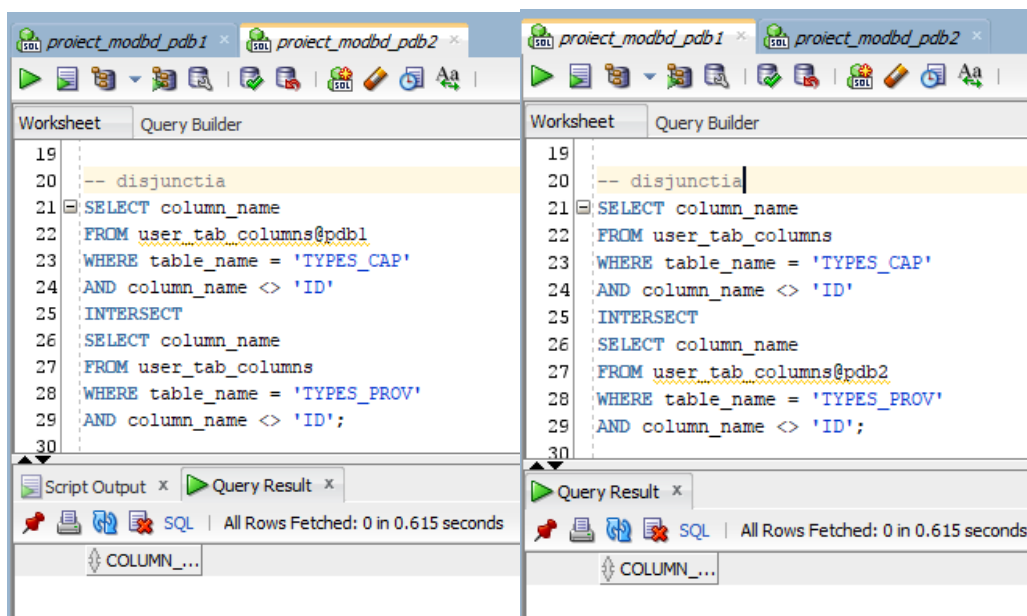 proiect_modbd_pdb1 × proiect_modbd_pdb2 ×
Worksheet Query Builder
19
20 -- disjunctia
21 SELECT column_name
22 FROM user_tab_columns@pdb1
23 WHERE table_name = 'TYPES_CAP'
24 AND column_name <> 'ID'
25 INTERSECT
26 SELECT column_name
27 FROM user_tab_columns
28 WHERE table_name = 'TYPES_PROV'
29 AND column_name <> 'ID';
30
Script Output x Query Result x
SQL | All Rows Fetched: 0 in 0.615 seconds
COLUMN_...
proiect_modbd_pdb1 × proiect_modbd_pdb2 ×
Worksheet Query Builder
19
20 -- disjunctia
21 SELECT column_name
22 FROM user_tab_columns
23 WHERE table_name = 'TYPES_CAP'
24 AND column_name <> 'ID'
25 INTERSECT
26 SELECT column_name
27 FROM user_tab_columns@pdb2
28 WHERE table_name = 'TYPES_PROV'
29 AND column_name <> 'ID';
30
Query Result x
SQL | All Rows Fetched: 0 in 0.615 seconds
COLUMN_...